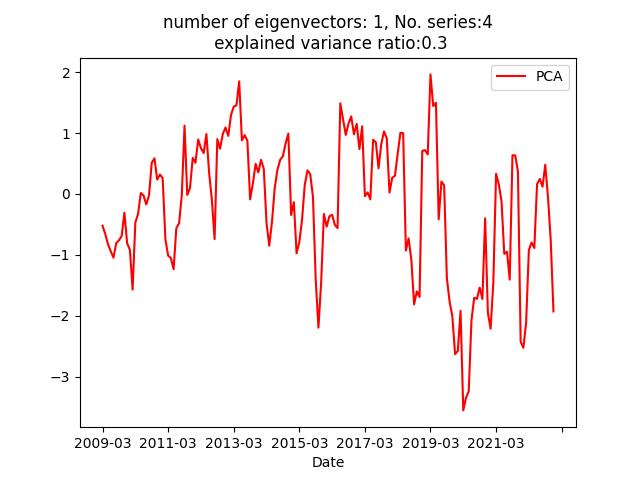 number of eigenvectors: 1, No. series:4
explained variance ratio:0.3
PCA
2
1
0
−1
−2
−3
2009-03 2011-03 2013-03 2015-03 2017-03 2019-03 2021-03
Date